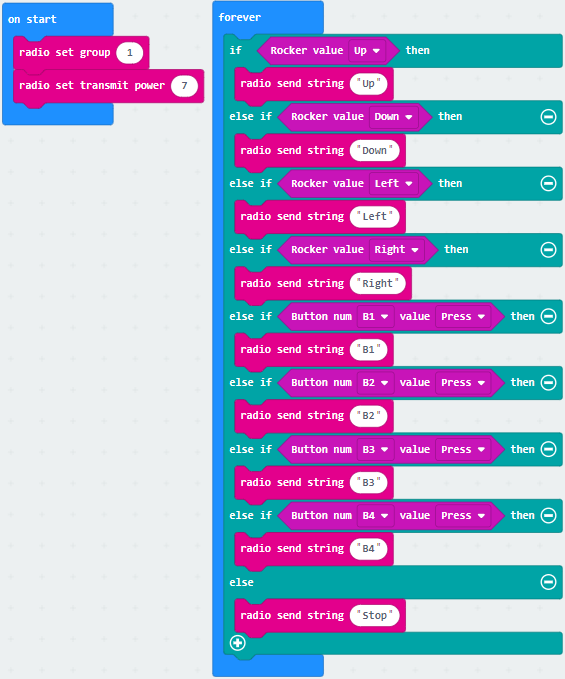 on start
radio set group 1
radio set transmit power 7
forever
if Rocker value Up then
radio send string "Up"
else if Rocker value Down then
radio send string "Down"
else if Rocker value Left then
radio send string "Left"
else if Rocker value Right then
radio send string "Right"
else if Button num B1 value Press then
radio send string "B1"
else if Button num B2 value Press then
radio send string "B2"
else if Button num B3 value Press then
radio send string "B3"
else if Button num B4 value Press then
radio send string "B4"
else
radio send string "Stop"